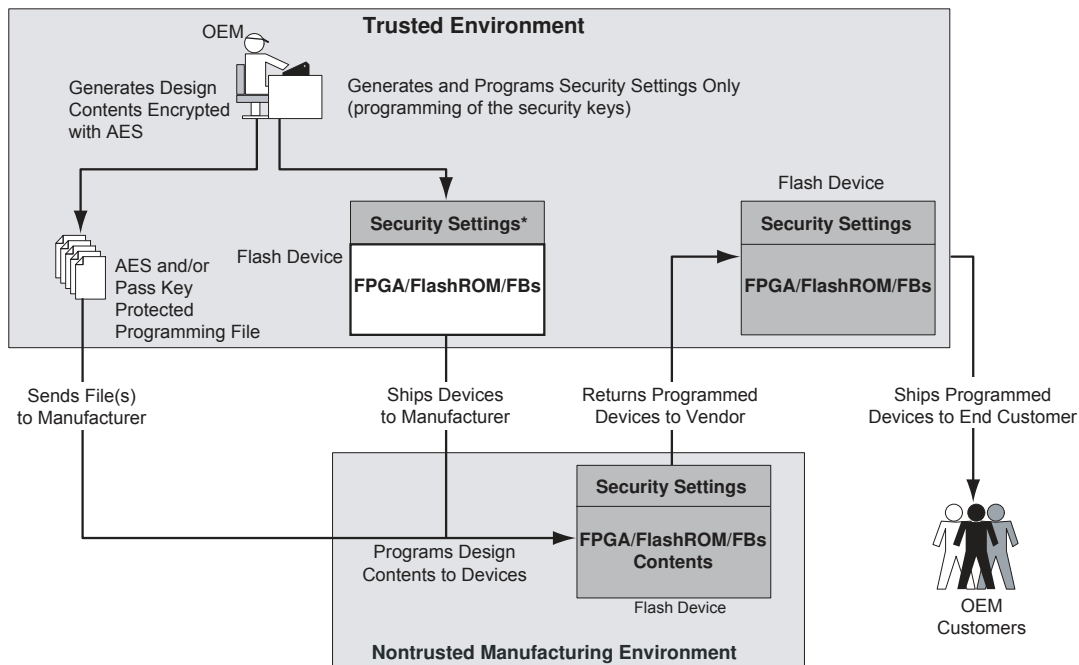 Trusted Environment
OEM
Generates Design
Contents Encrypted
with AES
Generates and Programs Security Settings Only
(programming of the security keys)
Flash Device
Security Settings*
FPGA/FlashROM/FBs
Flash Device
Security Settings
FPGA/FlashROM/FBs
AES and/or
Pass Key
Protected
Programming File
Sends File(s)
to Manufacturer
Ships Devices
to Manufacturer
Returns Programmed
Devices to Vendor
Ships Programmed
Devices to End Customer
Programs Design
Contents to Devices
Security Settings
FPGA/FlashROM/FBs
Contents
Flash Device
Nontrusted Manufacturing Environment
OEM
Customers